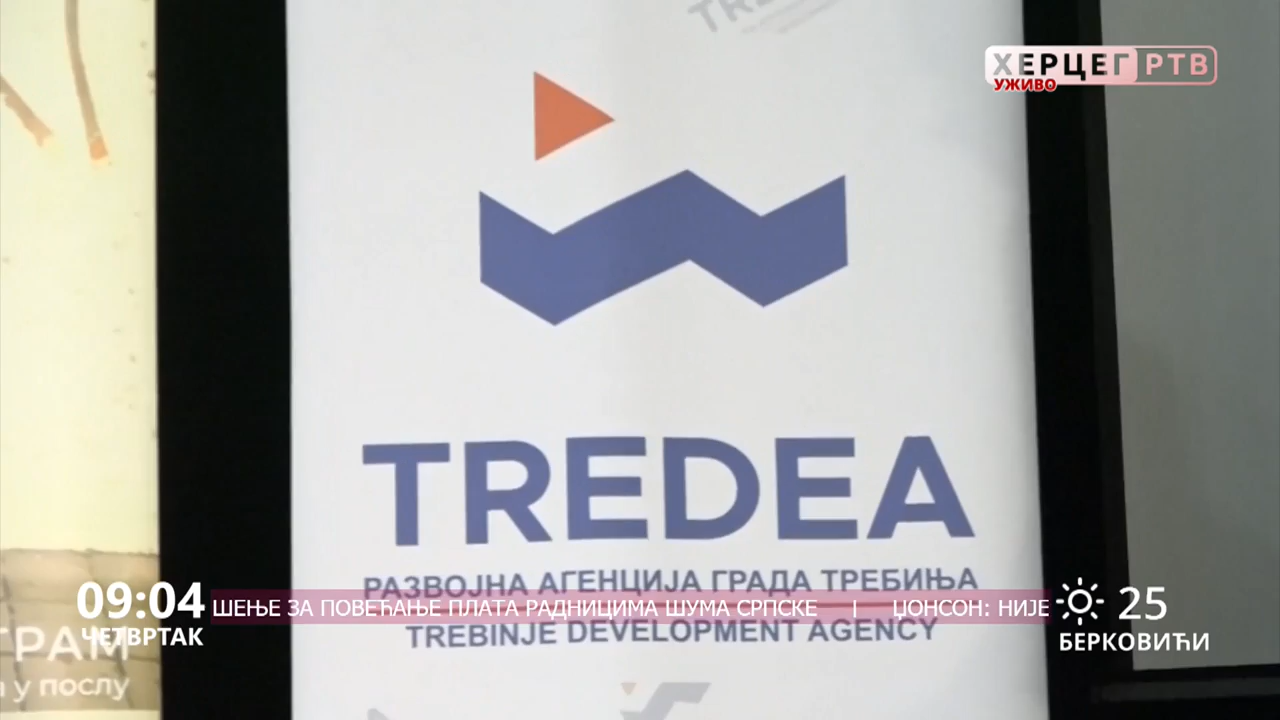 ХЕРЦЕГ РТВ
УЖИВО
TREDEA
РАЗВОЈНА АГЕНЦИЈА ГРАДА ТРЕБИЊА
TREBINJE DEVELOPMENT AGENCY
09:04
ЧЕТВРТАК
ШЕЊЕ ЗА ПОВЕЋАЊЕ ПЛАТА РАДНИЦИМА ШУМА СРПСКЕ | ЏОНСОН: НИЈЕ
25
БЕРКОВИЋИ
ГРАМ
у послу